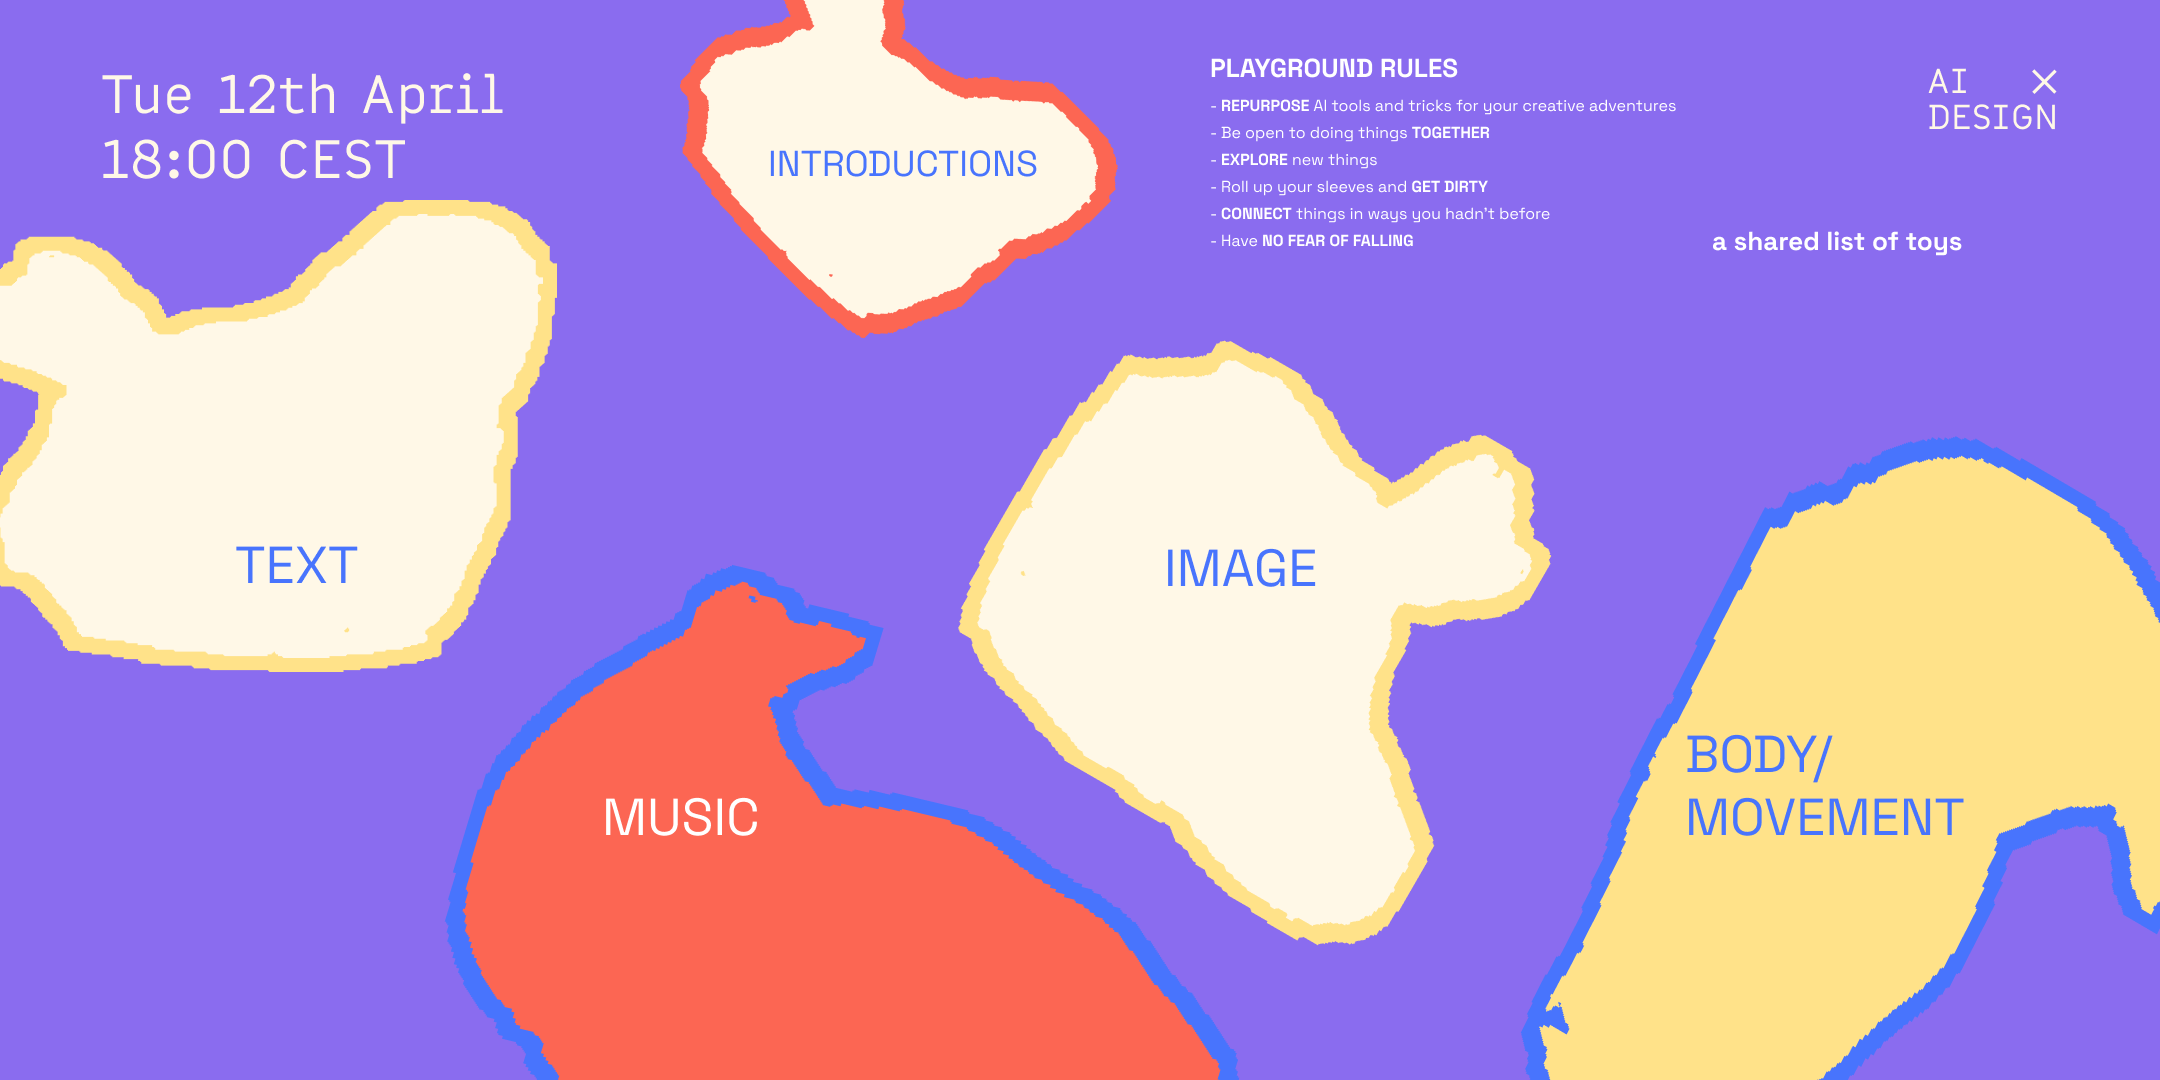 Tue 12th April
18:00 CEST
INTRODUCTIONS
PLAYGROUND RULES
- REPURPOSE AI tools and tricks for your creative adventures
- Be open to doing things TOGETHER
- EXPLORE new things
- Roll up your sleeves and GET DIRTY
- CONNECT things in ways you hadn't before
- Have NO FEAR OF FALLING
AI X
DESIGN
a shared list of toys
TEXT
IMAGE
MUSIC
BODY/
MOVEMENT